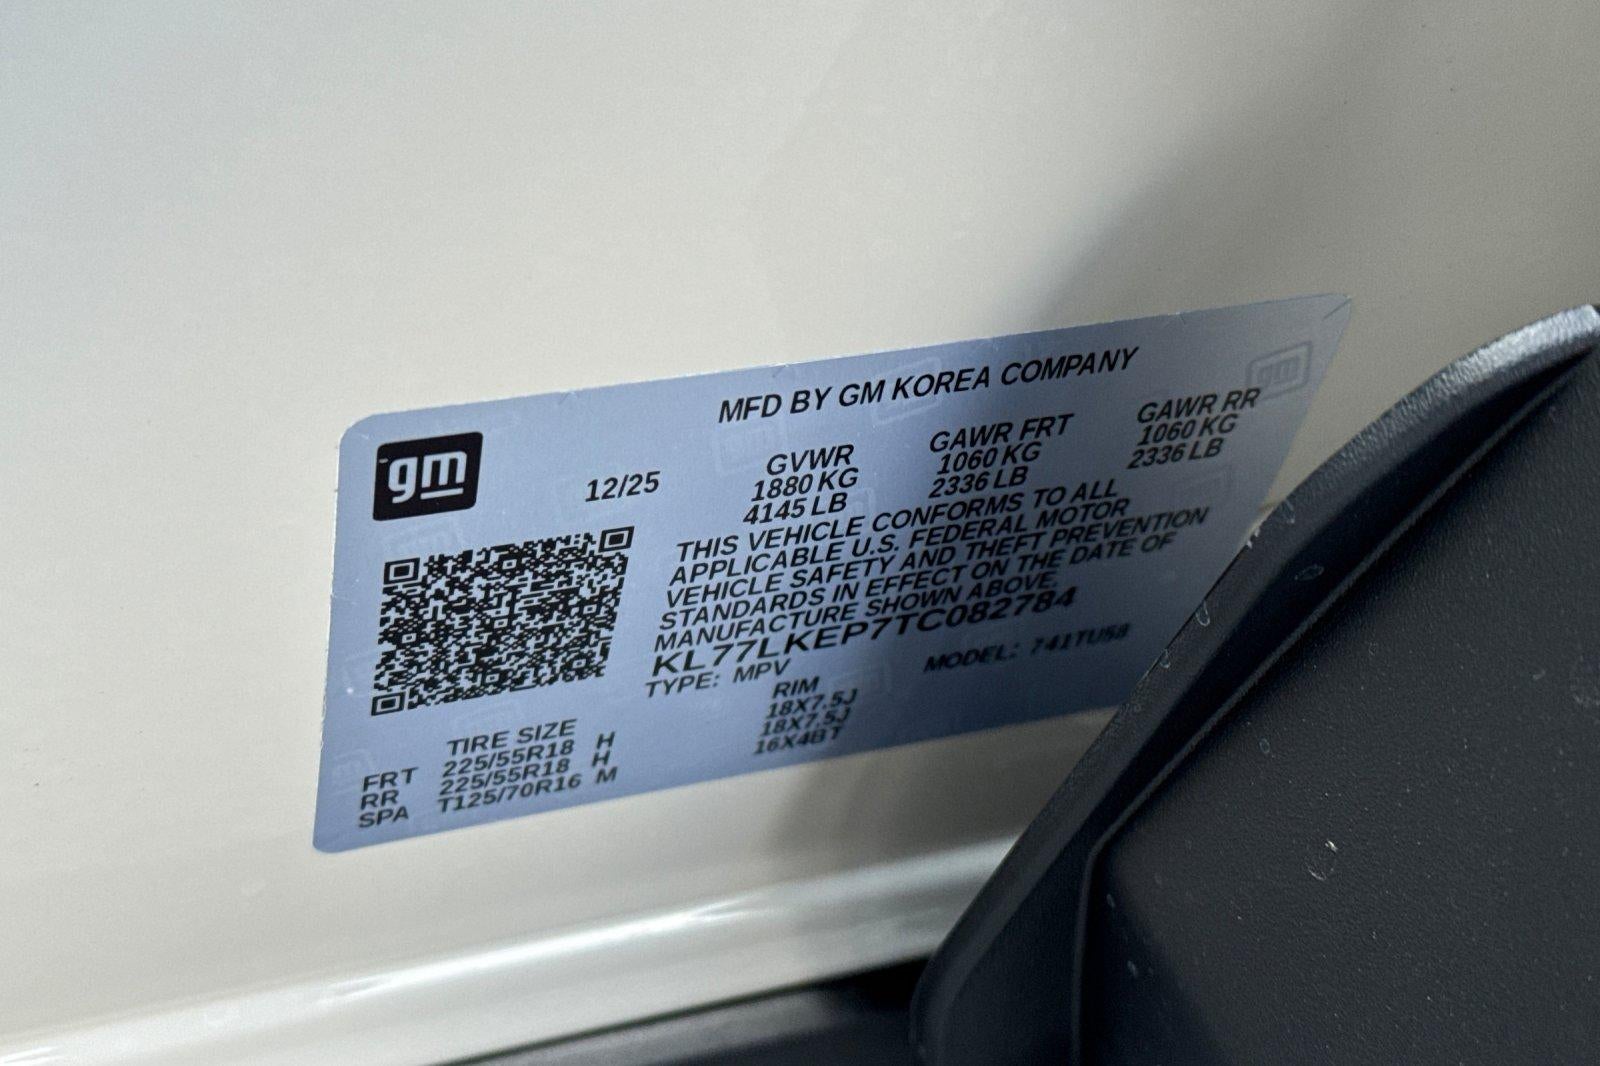 MFD BY GM KOREA COMPANY
gm
12/25
GVWR GAWR FRT GAWR RR
1880 KG 1060 KG 1060 KG
4145 LB 2336 LB 2336 LB
THIS VEHICLE CONFORMS TO ALL
APPLICABLE U.S. FEDERAL MOTOR
VEHICLE SAFETY AND THEFT PREVENTION
STANDARDS IN EFFECT ON THE DATE OF
MANUFACTURE SHOWN ABOVE.
KL77LKEP7TC082784
TYPE: MPV MODEL: 741TU58
TIRE SIZE RIM
FRT 225/55R18 H 18X7.5J
RR 225/55R18 H 18X7.5J
SPA T125/70R16 M 16X4BT